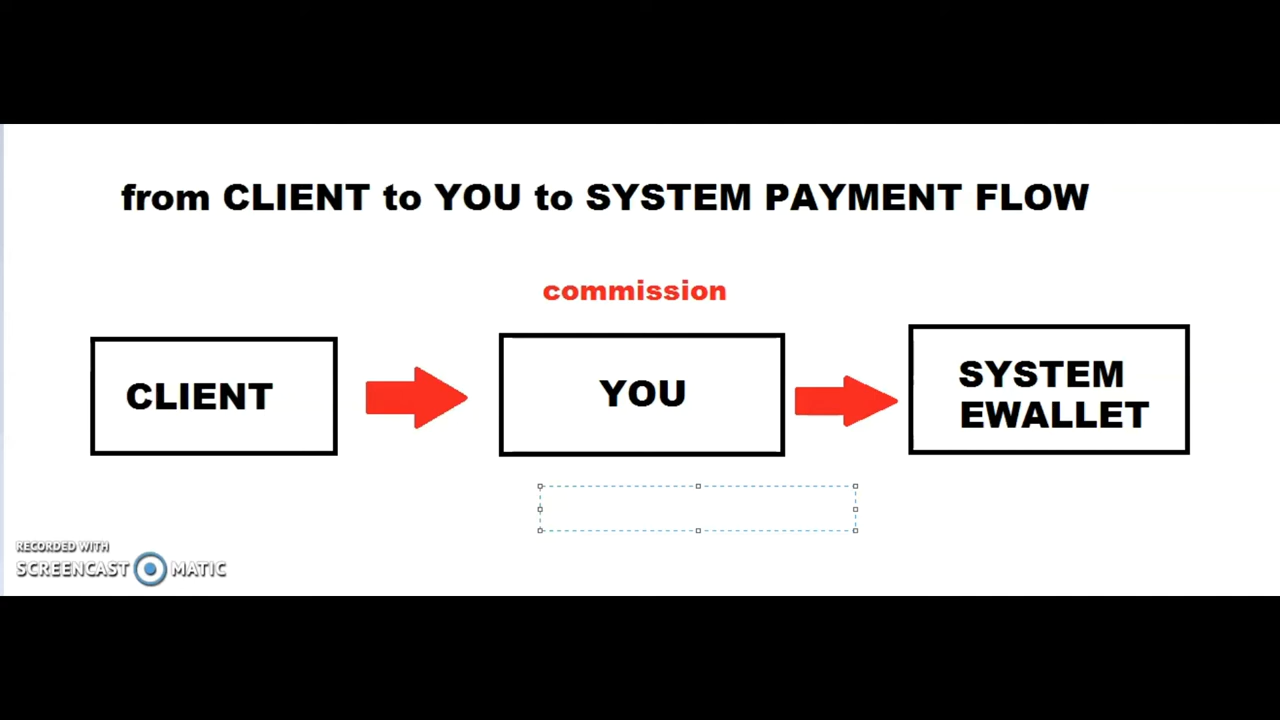 from CLIENT to YOU to SYSTEM PAYMENT FLOW
commission
CLIENT
YOU
SYSTEM
EWALLET
RECORDED WITH
SCREENCAST MATIC